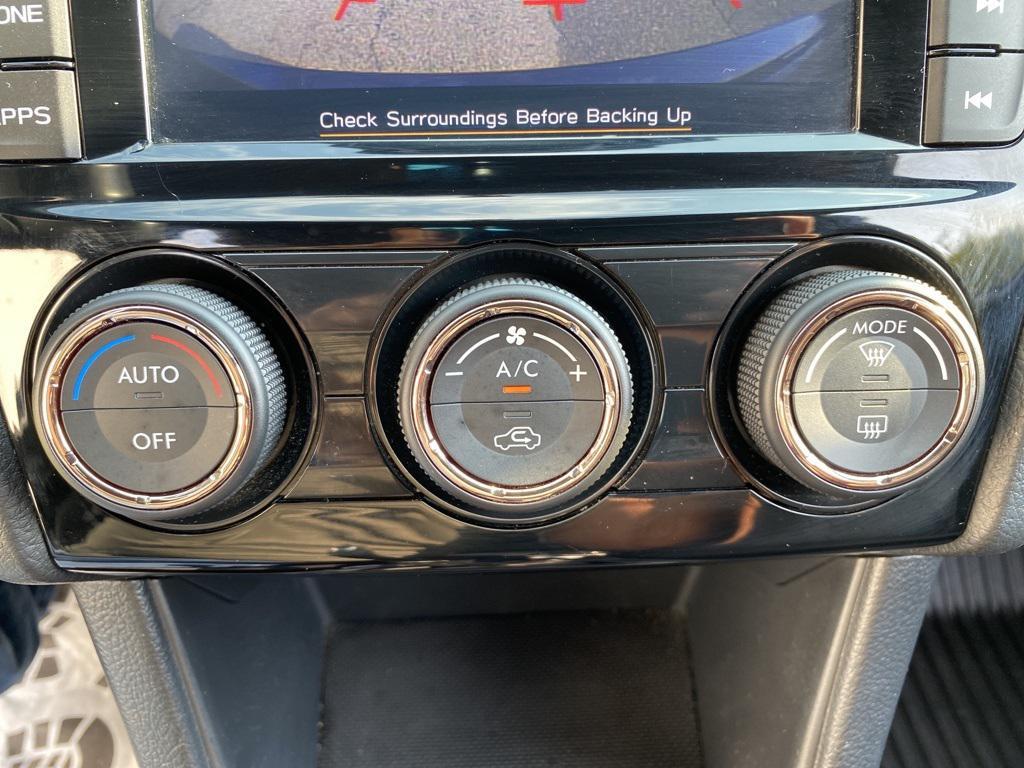 ONE
APPS
Check Surroundings Before Backing Up
AUTO
OFF
A/C
- +
MODE